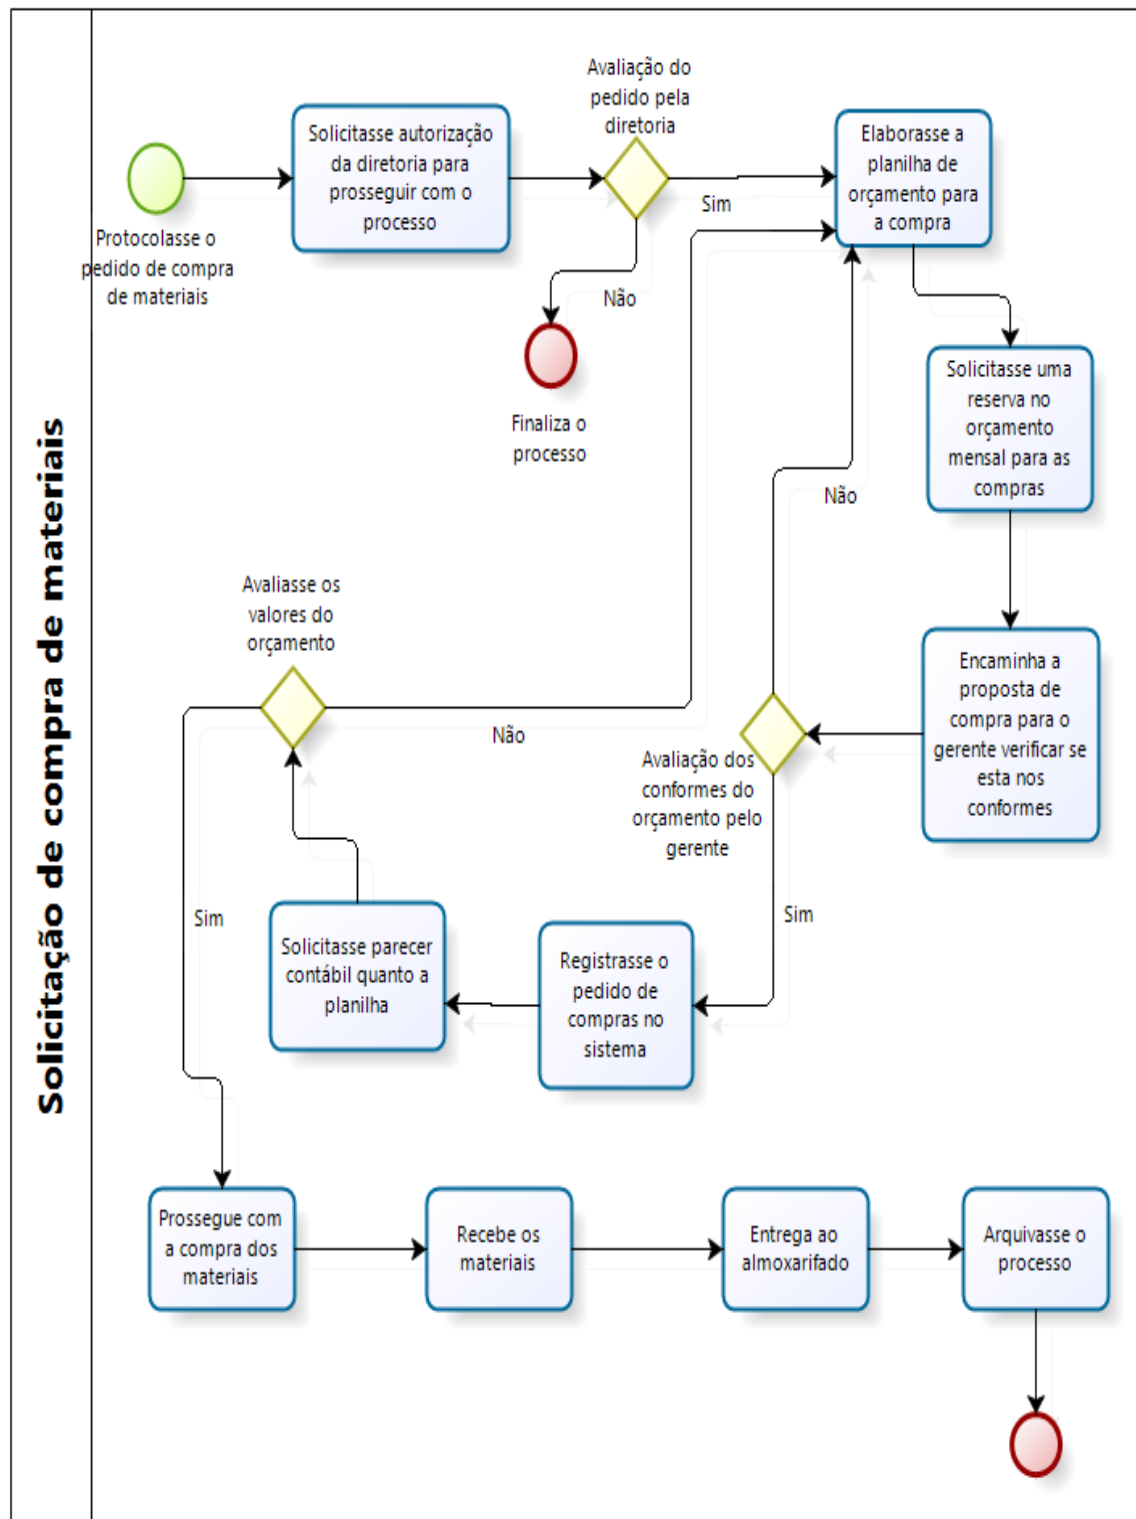 Solicitação de compra de materiais
Protocolasse o
pedido de compra
de materiais
Solicitasse autorização
da diretoria para
prosseguir com o
processo
Avaliação do
pedido pela
diretoria
Sim
Não
Finaliza o
processo
Elaborasse a
planilha de
orçamento para
a compra
Solicitasse uma
reserva no
orçamento
mensal para as
compras
Encaminha a
proposta de
compra para o
gerente verificar se
esta nos
conformes
Avaliação dos
conformes do
orçamento pelo
gerente
Não
Sim
Registrasse o
pedido de
compras no
sistema
Solicitasse parecer
contábil quanto a
planilha
Avaliasse os
valores do
orçamento
Não
Sim
Prossegue com
a compra dos
materiais
Recebe os
materiais
Entrega ao
almoxarifado
Arquivasse o
processo